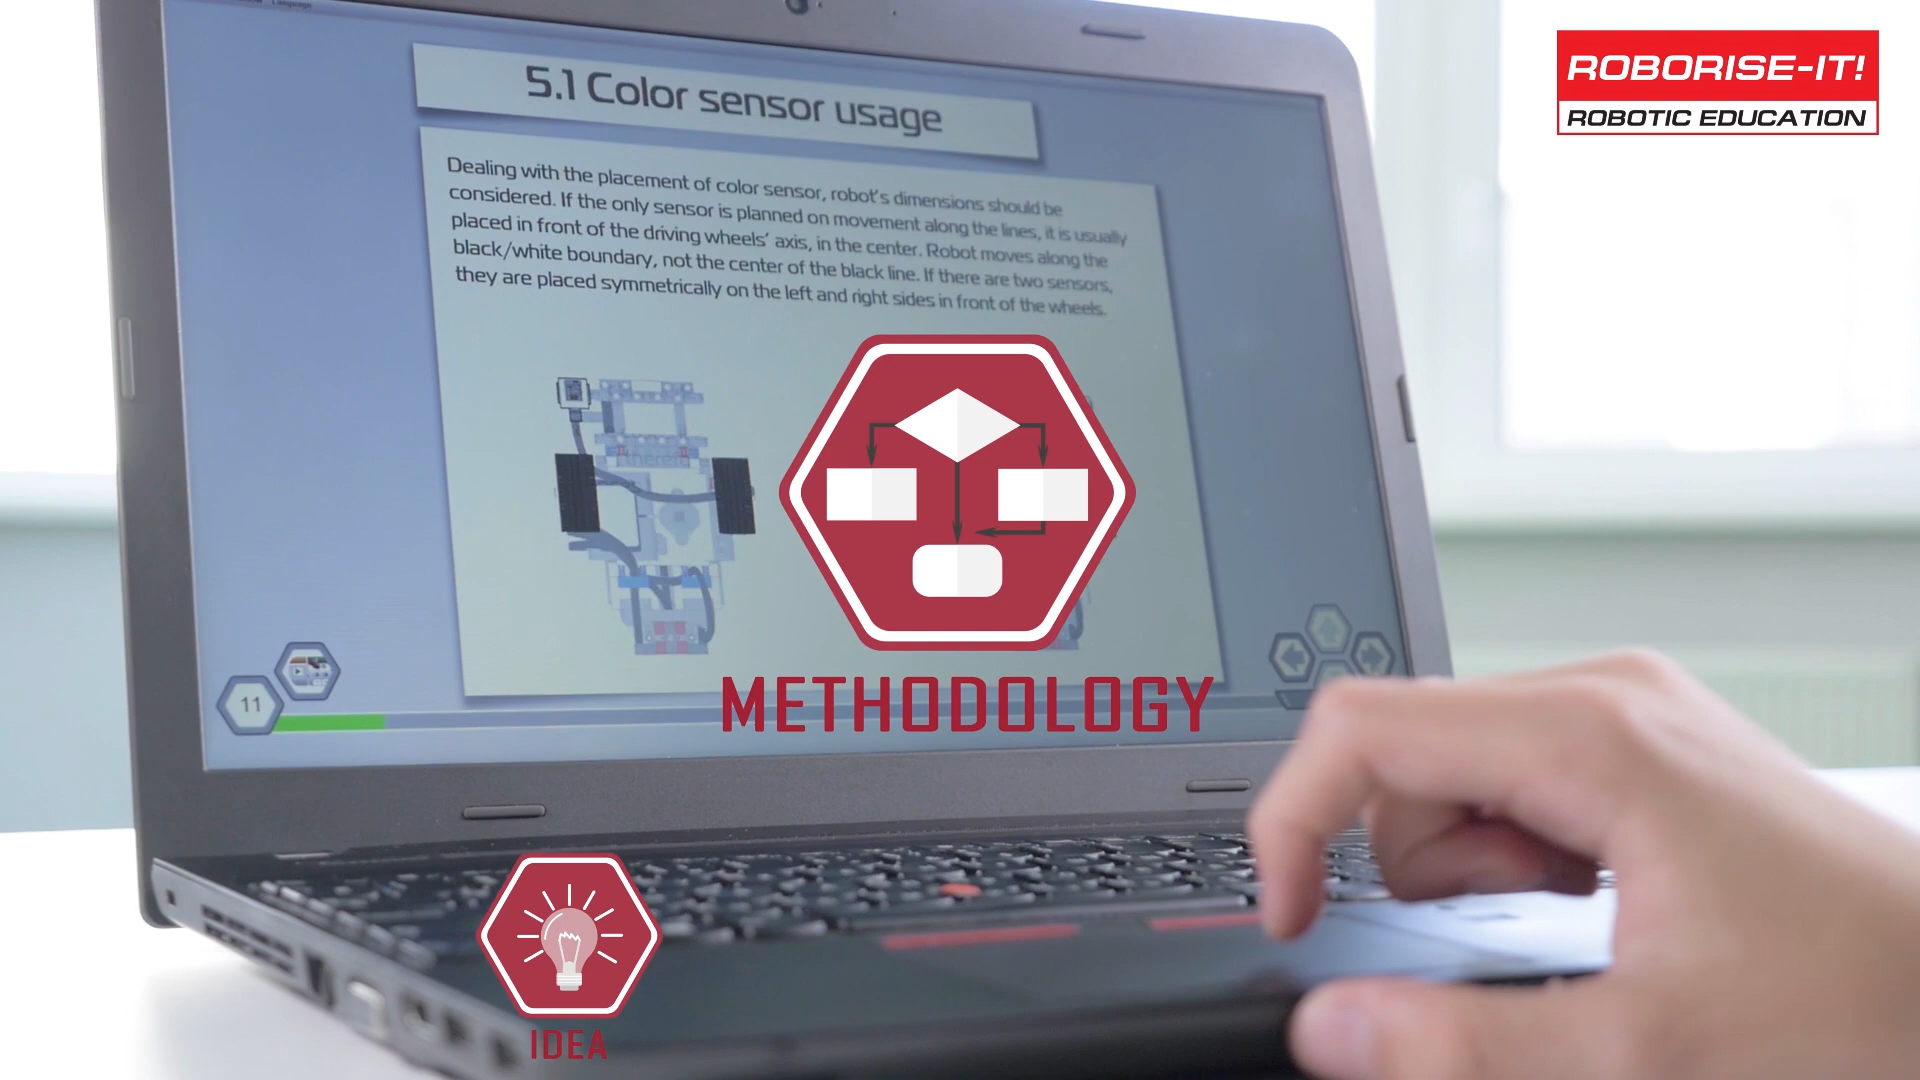 Language
ROBORISE-IT!
ROBOTIC EDUCATION
5.1 Color sensor usage
Dealing with the placement of color sensor, robot's dimensions should be
considered. If the only sensor is planned on movement along the lines, it is usually
placed in front of the driving wheels' axis, in the center. Robot moves along the
black/white boundary, not the center of the black line. If there are two sensors,
they are placed symmetrically on the left and right sides in front of the wheels.
METHODOLOGY
11
IDEA